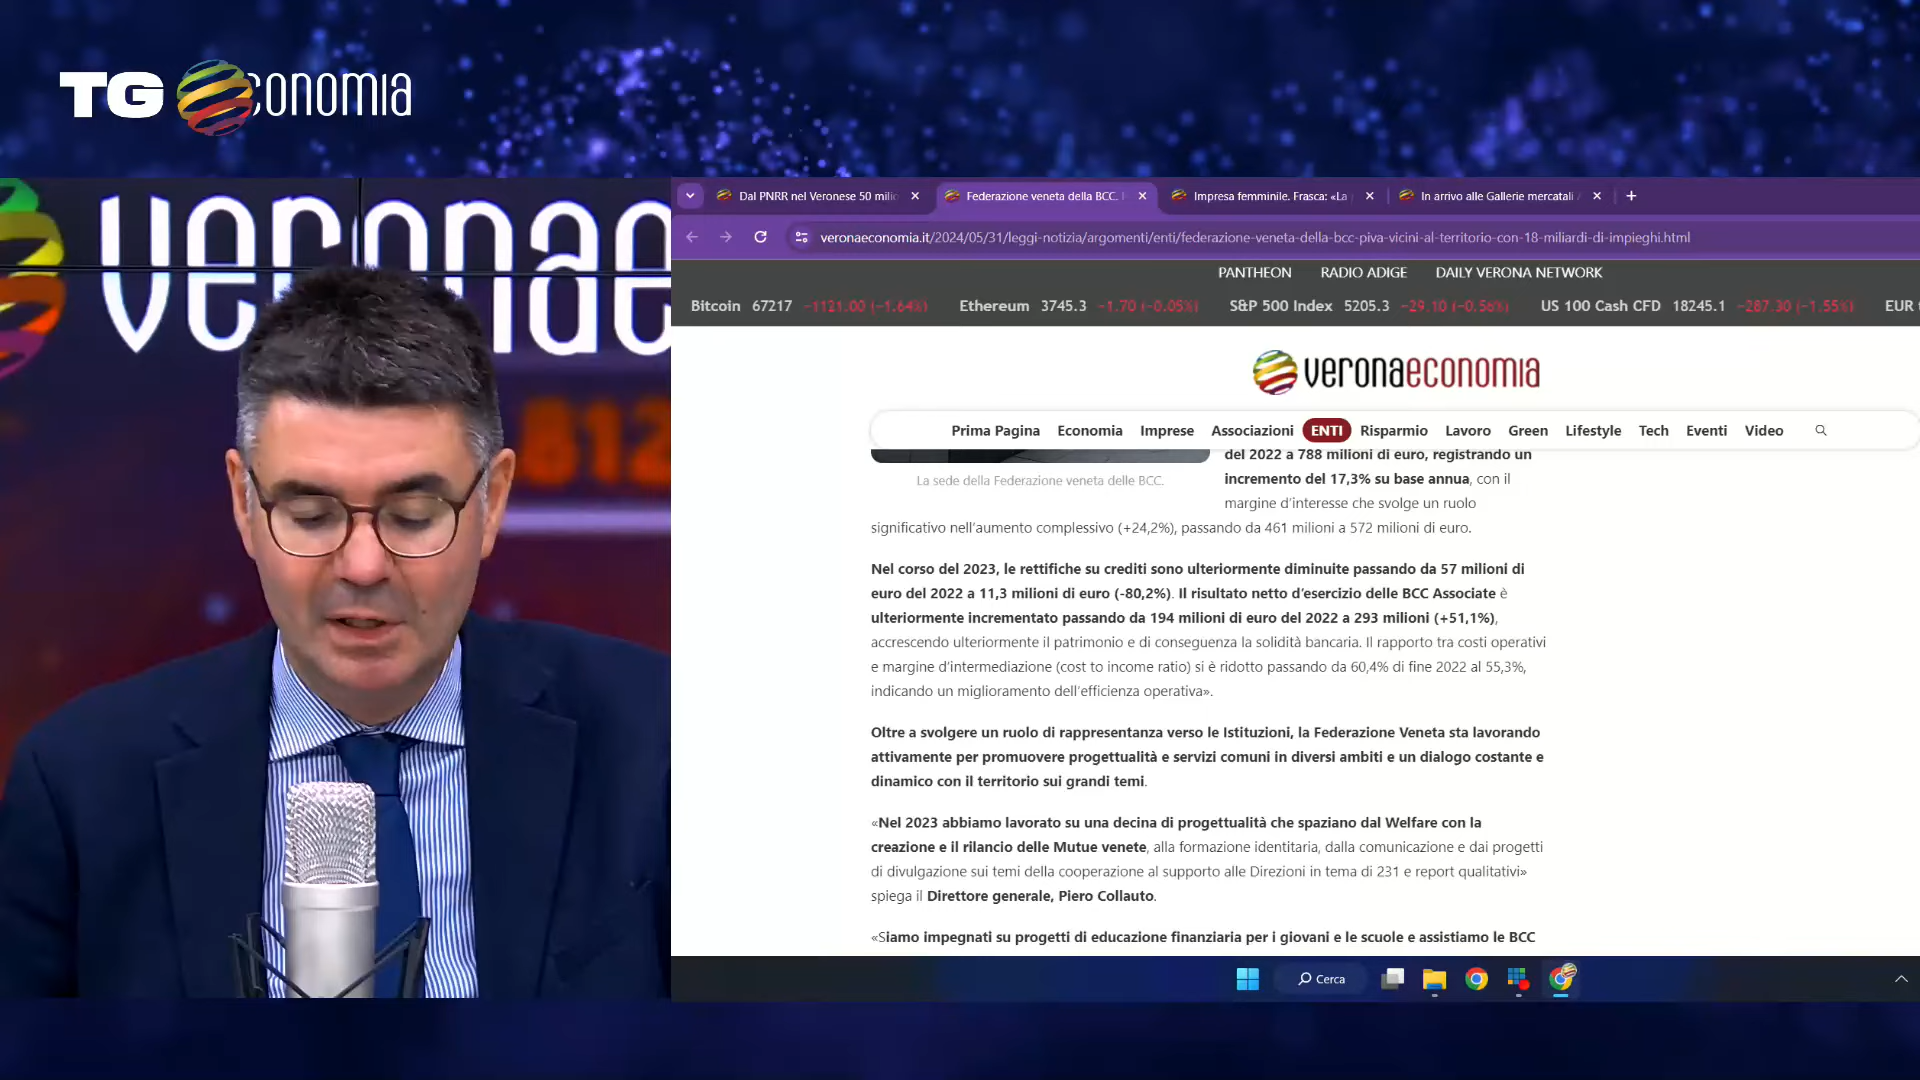 TG economia
veronae
812
Dal PNRR nel Veronese 50 milio
Federazione veneta della BCC.
Impresa femminile. Frasca: «La
In arrivo alle Gallerie mercatali
veronaeconomia.it/2024/05/31/leggi-notizia/argomenti/enti/federazione-veneta-della-bcc-piva-vicini-al-territorio-con-18-miliardi-di-impieghi.html
PANTHEON RADIO ADIGE DAILY VERONA NETWORK
Bitcoin 67217 −1121.00 (−1.64%) Ethereum 3745.3 −1.70 (−0.05%) S&P 500 Index 5205.3 −29.10 (−0.56%) US 100 Cash CFD 18245.1 −287.30 (−1.55%) EUR
veronaeconomia
Prima Pagina Economia Imprese Associazioni ENTI Risparmio Lavoro Green Lifestyle Tech Eventi Video
del 2022 a 788 milioni di euro, registrando un
La sede della Federazione veneta delle BCC.
incremento del 17,3% su base annua, con il
margine d'interesse che svolge un ruolo
significativo nell'aumento complessivo (+24,2%), passando da 461 milioni a 572 milioni di euro.
Nel corso del 2023, le rettifiche su crediti sono ulteriormente diminuite passando da 57 milioni di
euro del 2022 a 11,3 milioni di euro (-80,2%). Il risultato netto d'esercizio delle BCC Associate è
ulteriormente incrementato passando da 194 milioni di euro del 2022 a 293 milioni (+51,1%),
accrescendo ulteriormente il patrimonio e di conseguenza la solidità bancaria. Il rapporto tra costi operativi
e margine d'intermediazione (cost to income ratio) si è ridotto passando da 60,4% di fine 2022 al 55,3%,
indicando un miglioramento dell'efficienza operativa».
Oltre a svolgere un ruolo di rappresentanza verso le Istituzioni, la Federazione Veneta sta lavorando
attivamente per promuovere progettualità e servizi comuni in diversi ambiti e un dialogo costante e
dinamico con il territorio sui grandi temi.
«Nel 2023 abbiamo lavorato su una decina di progettualità che spaziano dal Welfare con la
creazione e il rilancio delle Mutue venete, alla formazione identitaria, dalla comunicazione e dai progetti
di divulgazione sui temi della cooperazione al supporto alle Direzioni in tema di 231 e report qualitativi»
spiega il Direttore generale, Piero Collauto.
«Siamo impegnati su progetti di educazione finanziaria per i giovani e le scuole e assistiamo le BCC
Cerca